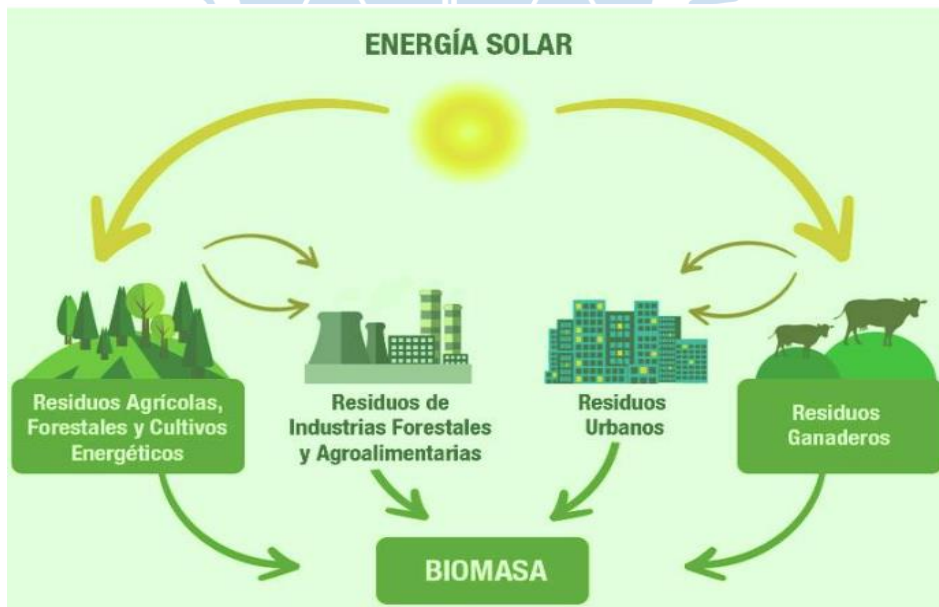 ENERGÍA SOLAR
Residuos Agrícolas,
Forestales y Cultivos
Energéticos
Residuos de
Industrias Forestales
y Agroalimentarias
Residuos
Urbanos
Residuos
Ganaderos
BIOMASA